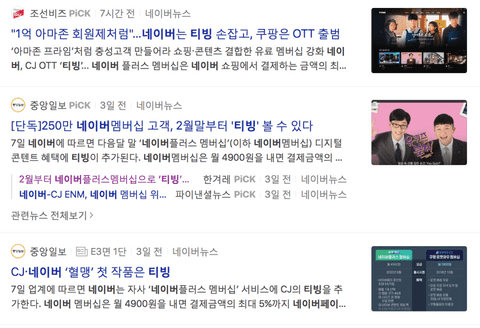 조선비즈 PiCK 7시간 전 네이버뉴스
"1억 아마존 회원제처럼"...네이버는 티빙 손잡고, 쿠팡은 OTT 출범
'아마존 프라임'처럼 충성고객 만들어라 쇼핑·콘텐츠 결합한 유료 멤버십 강화 네이
버, CJ OTT '티빙'... 네이버 플러스 멤버십은 네이버 쇼핑에서 결제하는 금액의 최...
중앙일보 PiCK 3일 전 네이버뉴스
[단독]250만 네이버멤버십 고객, 2월말부터 '티빙' 볼 수 있다
7일 네이버에 따르면 다음달 말 '네이버플러스 멤버십'(이하 네이버멤버십) 디지털
콘텐트 혜택에 티빙이 추가된다. 네이버멤버십은 월 4900원을 내면 결제금액의 ...
2월부터 네이버플러스멤버십으로 '티빙'... 한겨레 PiCK 3일 전 네이버뉴스
네이버-CJ ENM, 네이버 멤버십 위... 파이낸셜뉴스 PiCK 3일 전 네이버뉴스
관련뉴스 전체보기
중앙일보 E3면 1단 3일 전 네이버뉴스
CJ·네이버 '혈맹' 첫 작품은 티빙
7일 업계에 따르면 네이버는 자사 '네이버플러스 멤버십' 서비스에 CJ의 티빙을 추
가한다. 네이버 멤버십은 월 4900원을 내면 결제금액의 최대 5%까지 네이버페이...